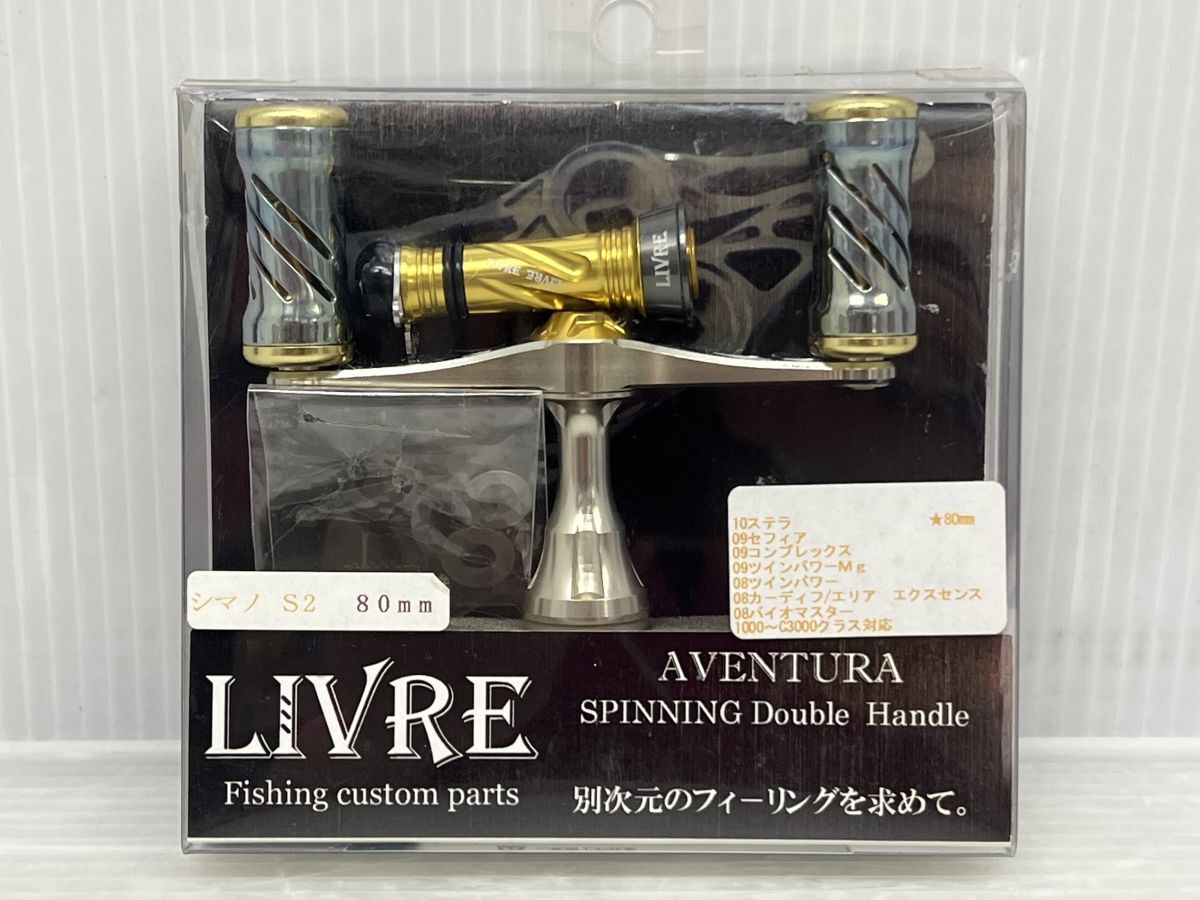 LIVRE
LIVRE
シマノ S2 80mm
10ステラ ★80mm
09セフィア
09コンプレックス
09ツインパワーMg
08ツインパワー
08カーディフ/エリア エクスセンス
08バイオマスター
1000～C3000クラス対応
LIVRE
Fishing custom parts
AVENTURA
SPINNING Double Handle
別次元のフィーリングを求めて。